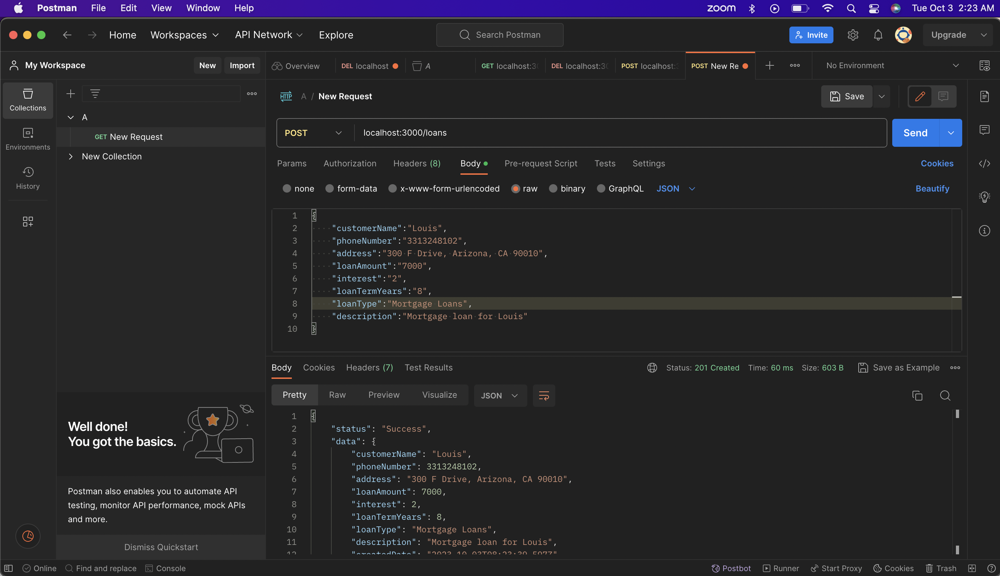 Postman File Edit View Window Help zoom Tue Oct 3 2:23 AM
Home Workspaces API Network Explore Search Postman Invite Upgrade
My Workspace New Import Overview DEL localhost A GET localhost:30 DEL localhost:30 POST localhost:3 POST New Re No Environment
Collections
A
GET New Request
New Collection
Environments
History
HTTP A / New Request Save
POST localhost:3000/loans Send
Params Authorization Headers (8) Body Pre-request Script Tests Settings Cookies
none form-data x-www-form-urlencoded raw binary GraphQL JSON Beautify
1 {
2 "customerName":"Louis",
3 "phoneNumber":"3313248102",
4 "address":"300 F Drive, Arizona, CA 90010",
5 "loanAmount":"7000",
6 "interest":"2",
7 "loanTermYears":"8",
8 "loanType":"Mortgage Loans",
9 "description":"Mortgage loan for Louis"
10 }
Body Cookies Headers (7) Test Results Status: 201 Created Time: 60 ms Size: 603 B Save as Example
Pretty Raw Preview Visualize JSON
1 {
2 "status": "Success",
3 "data": {
4 "customerName": "Louis",
5 "phoneNumber": 3313248102,
6 "address": "300 F Drive, Arizona, CA 90010",
7 "loanAmount": 7000,
8 "interest": 2,
9 "loanTermYears": 8,
10 "loanType": "Mortgage Loans",
11 "description": "Mortgage loan for Louis",
12 "createdDate": "2023-10-03T08:23:39.597Z"
Well done!
You got the basics.
Postman also enables you to automate API
testing, monitor API performance, mock APIs
and more.
Dismiss Quickstart
Online Find and replace Console Postbot Runner Start Proxy Cookies Trash